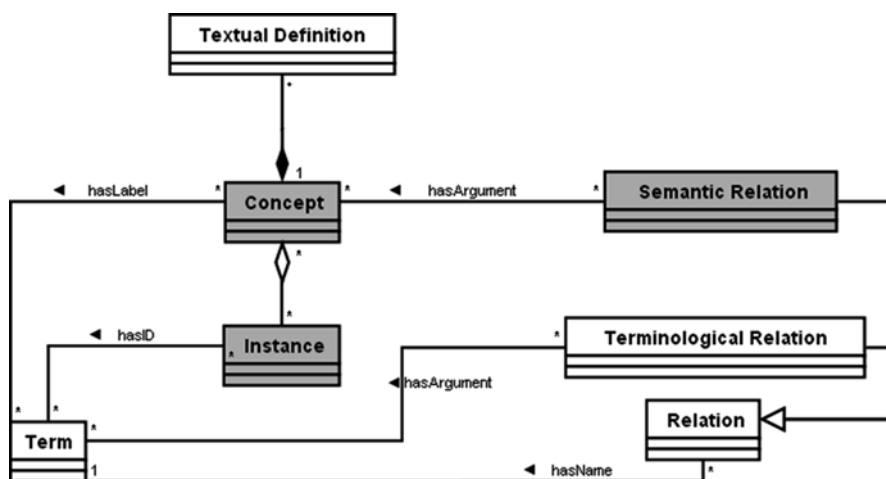 Textual Definition
*
1
hasLabel
*
Concept
*
hasArgument
*
Semantic Relation
*
*
hasID
*
Instance
*
Terminological Relation
hasArgument
*
*
*
Term
1
Relation
hasName
*